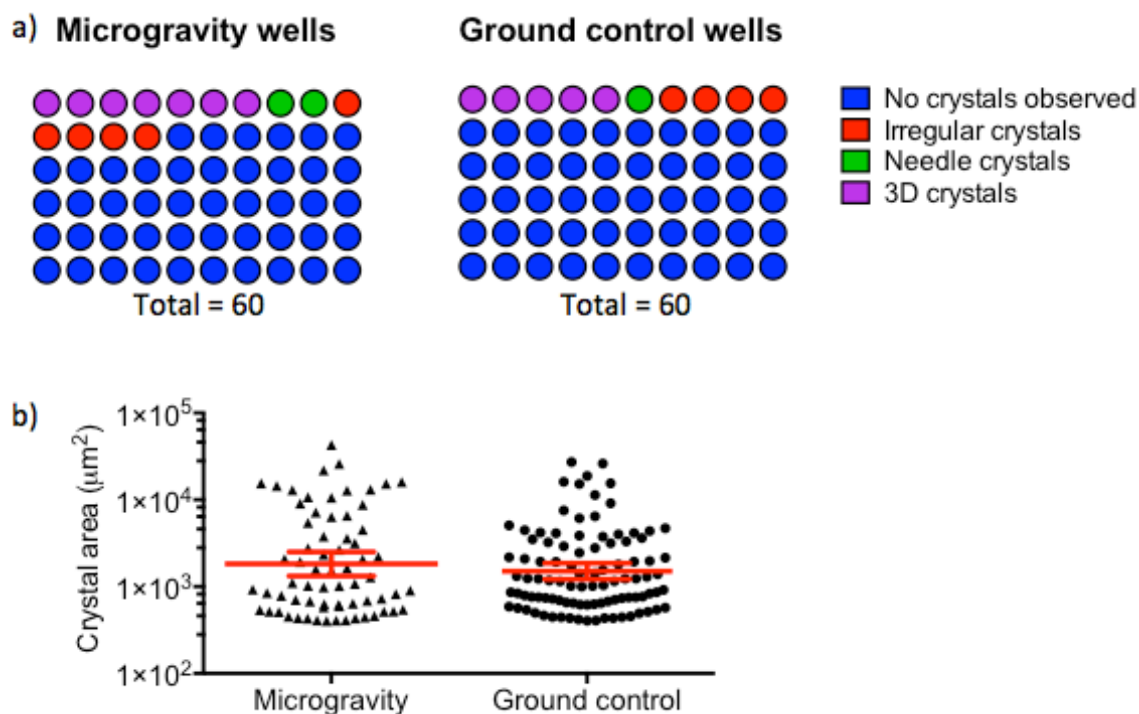 a) Microgravity wells
Ground control wells
No crystals observed
Irregular crystals
Needle crystals
3D crystals
Total = 60
Total = 60
b)
Crystal area (μm²)
1×10⁵
1×10⁴
1×10³
1×10²
Microgravity
Ground control